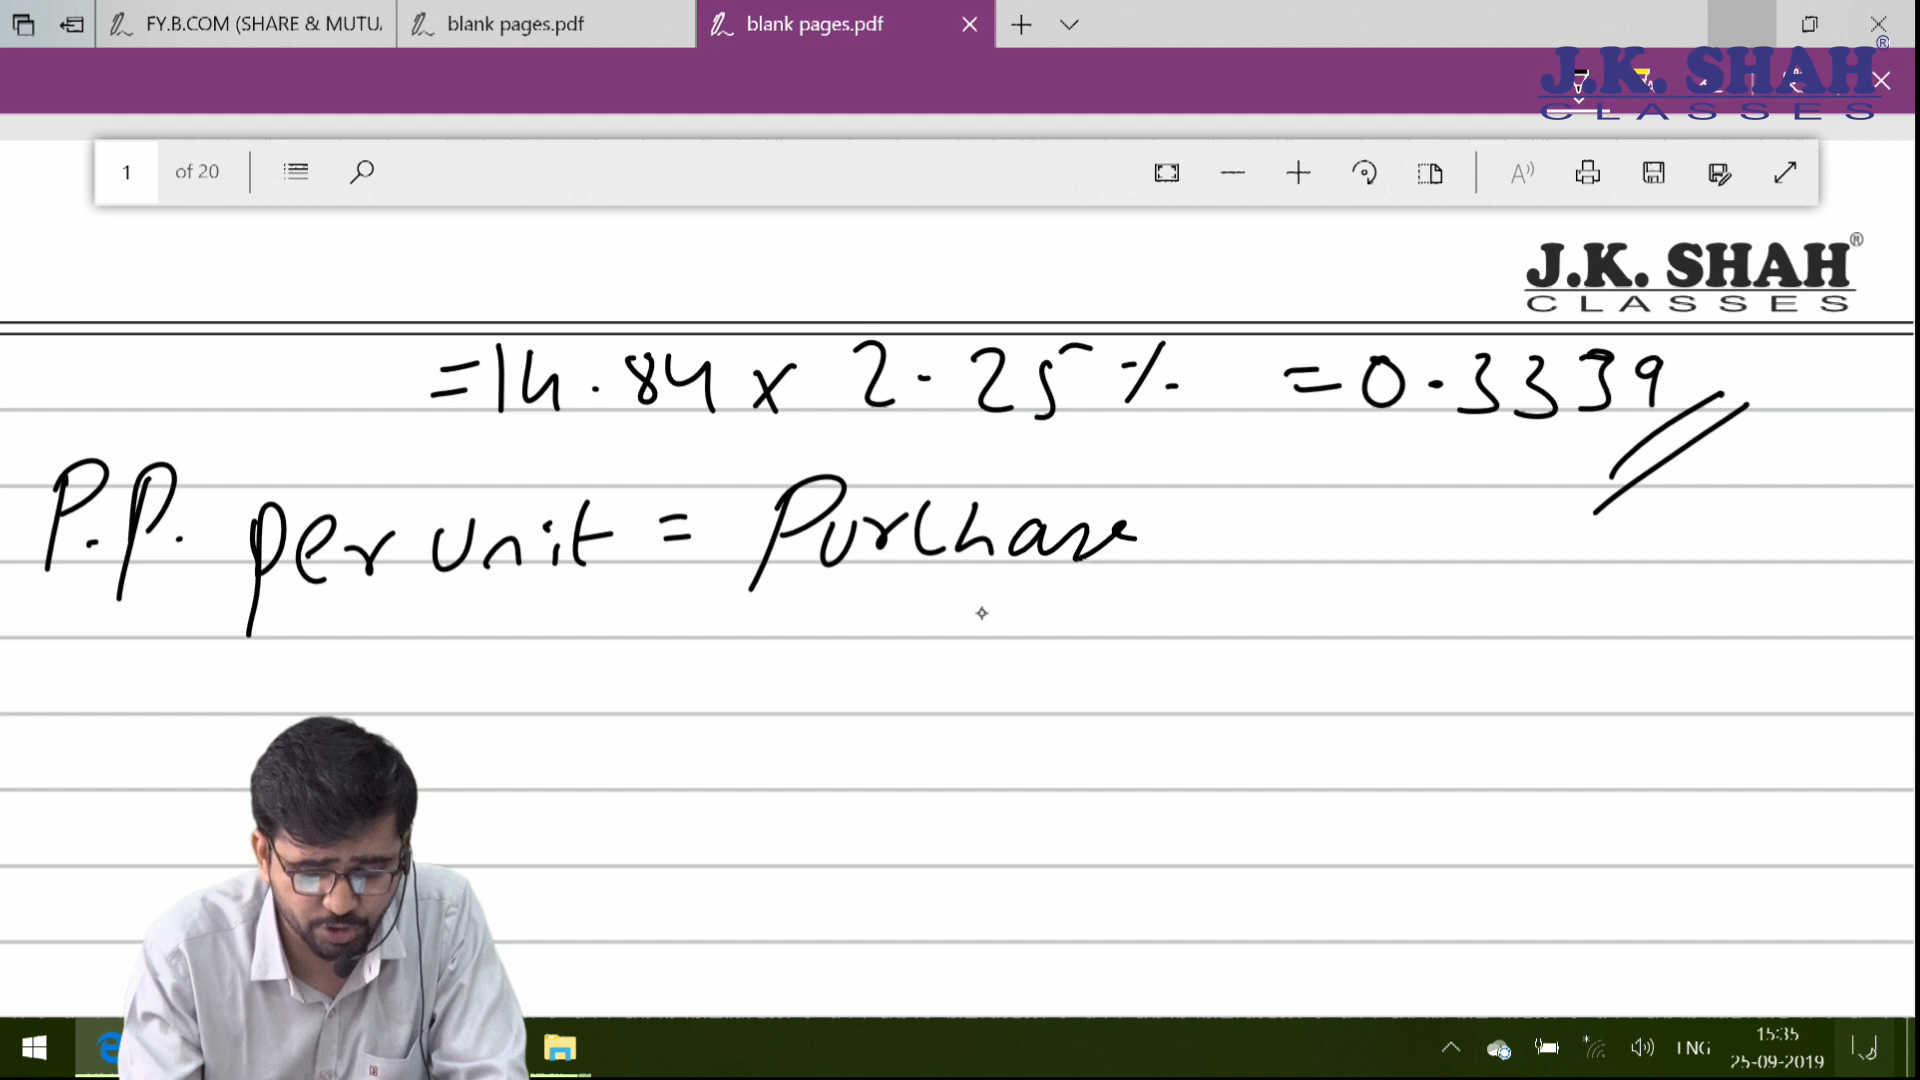 FY.B.COM (SHARE & MUTU
blank pages.pdf
blank pages.pdf
J.K. SHAH®
CLASSES
1 of 20
J.K. SHAH®
CLASSES
=14.84 x 2.25 % =0.3339
P.P. per unit = Purchase
15:35
ENG
25-09-2019